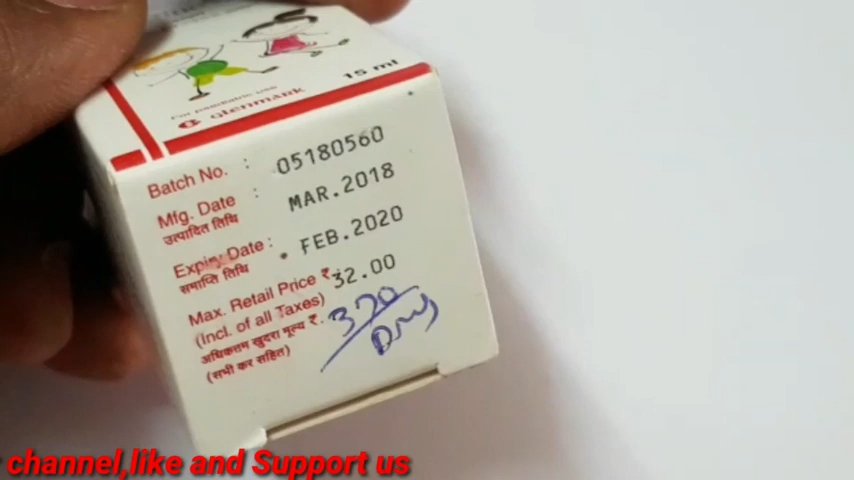 15 ml
For paediatric use
glenmark
Batch No. : 05180560
Mfg. Date : MAR.2018
उत्पादित तिथि
Expiry Date : FEB.2020
समाप्ति तिथि
Max. Retail Price ₹. 32.00
(Incl. of all Taxes)
अधिकतम खुदरा मूल्य ₹.
(सभी कर सहित)
channel,like and Support us